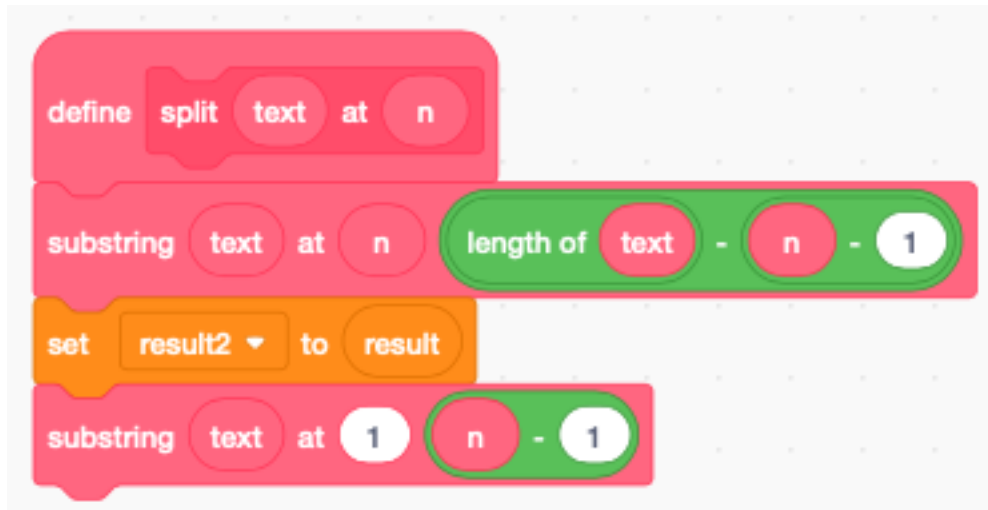 define split text at n
substring text at n length of text - n - 1
set result2 to result
substring text at 1 n - 1